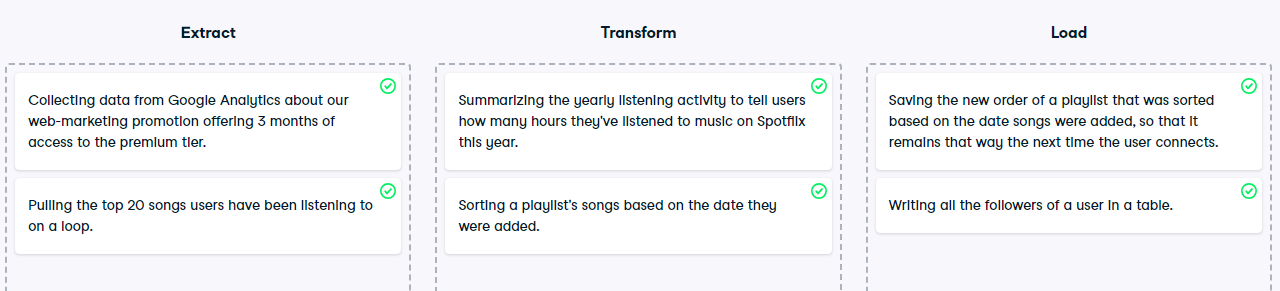 Extract
Collecting data from Google Analytics about our
web-marketing promotion offering 3 months of
access to the premium tier.
Pulling the top 20 songs users have been listening to
on a loop.
Transform
Summarizing the yearly listening activity to tell users
how many hours they've listened to music on Spotflix
this year.
Sorting a playlist's songs based on the date they
were added.
Load
Saving the new order of a playlist that was sorted
based on the date songs were added, so that it
remains that way the next time the user connects.
Writing all the followers of a user in a table.